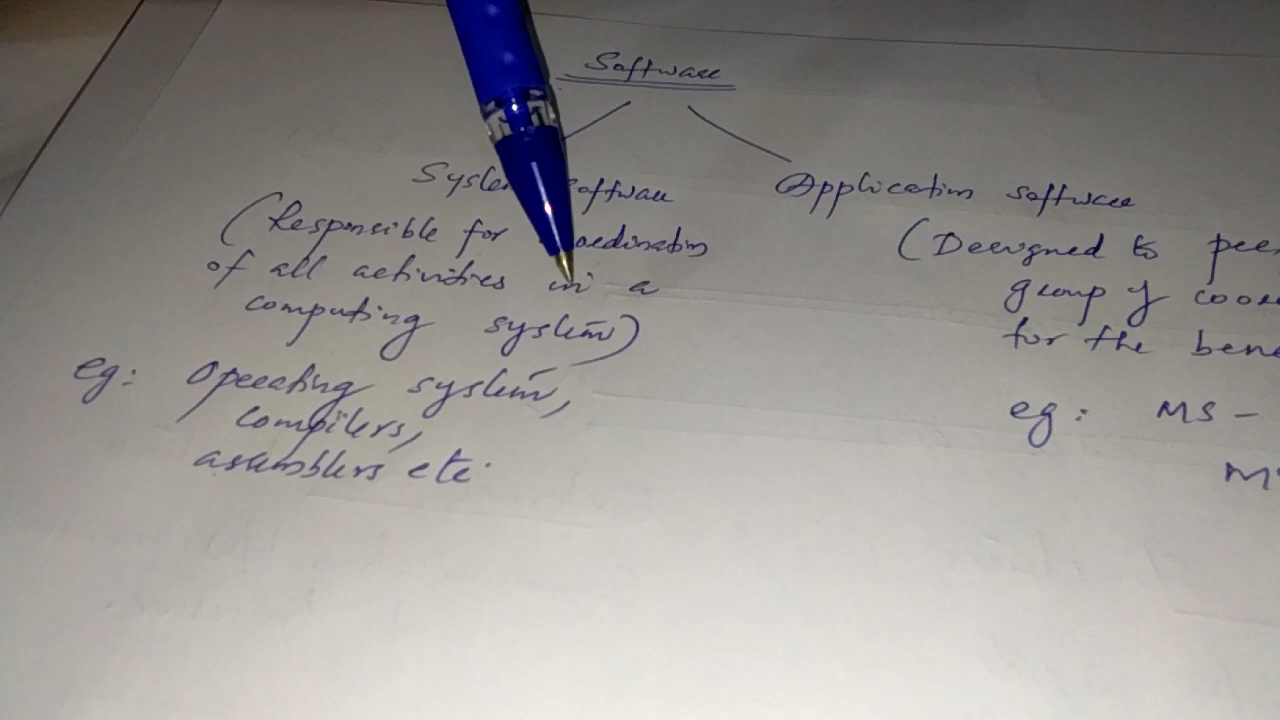 Software
System software
Application software
(Responsible for
of all activities in a
computing system)
(Designed to
group of
for the
eg: Operating system,
compilers,
assemblers etc.
eg: MS -